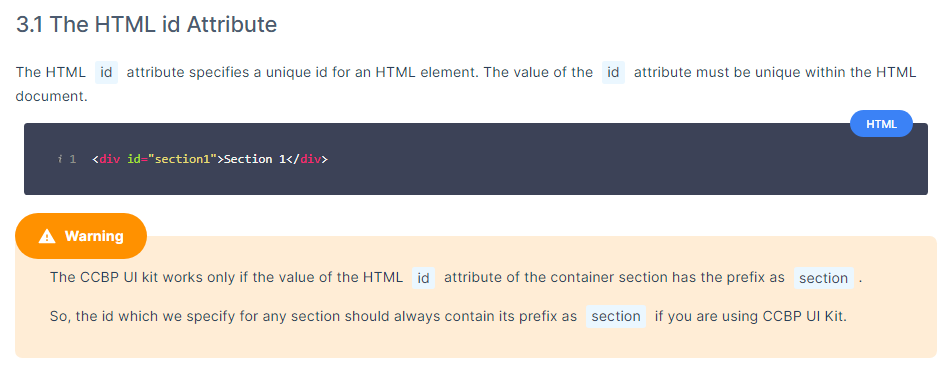 3.1 The HTML id Attribute
The HTML id attribute specifies a unique id for an HTML element. The value of the id attribute must be unique within the HTML
document.
HTML
i 1 <div id="section1">Section 1</div>
Warning
The CCBP UI kit works only if the value of the HTML id attribute of the container section has the prefix as section .
So, the id which we specify for any section should always contain its prefix as section if you are using CCBP UI Kit.